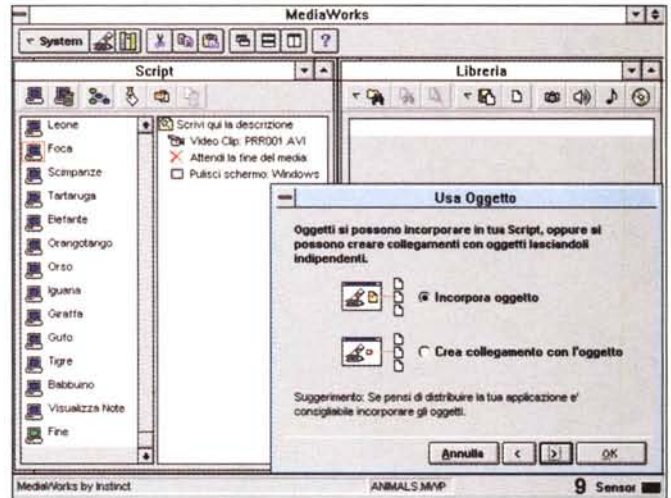 MediaWorks
System
Script
Leone
Foca
Scimpanze
Tartaruga
Elefante
Orangotango
Orso
Iguana
Giraffa
Gufo
Tigre
Babbuino
Visualizza Note
Fine
Scrivi qui la descrizione
Video Clip: PRR001.AVI
Attendi la fine del media
Pulisci schermo: Windows
Libreria
Usa Oggetto
Oggetti si possono incorporare in tua Script, oppure si
possono creare collegamenti con oggetti lasciandoli
indipendenti.
Incorpora oggetto
Crea collegamento con l'oggetto
Suggerimento: Se pensi di distribuire la tua applicazione e'
consigliabile incorporare gli oggetti.
Annulla
<
>
OK
MediaWorks by Instinct
ANIMALS.MWP
9 Sensor